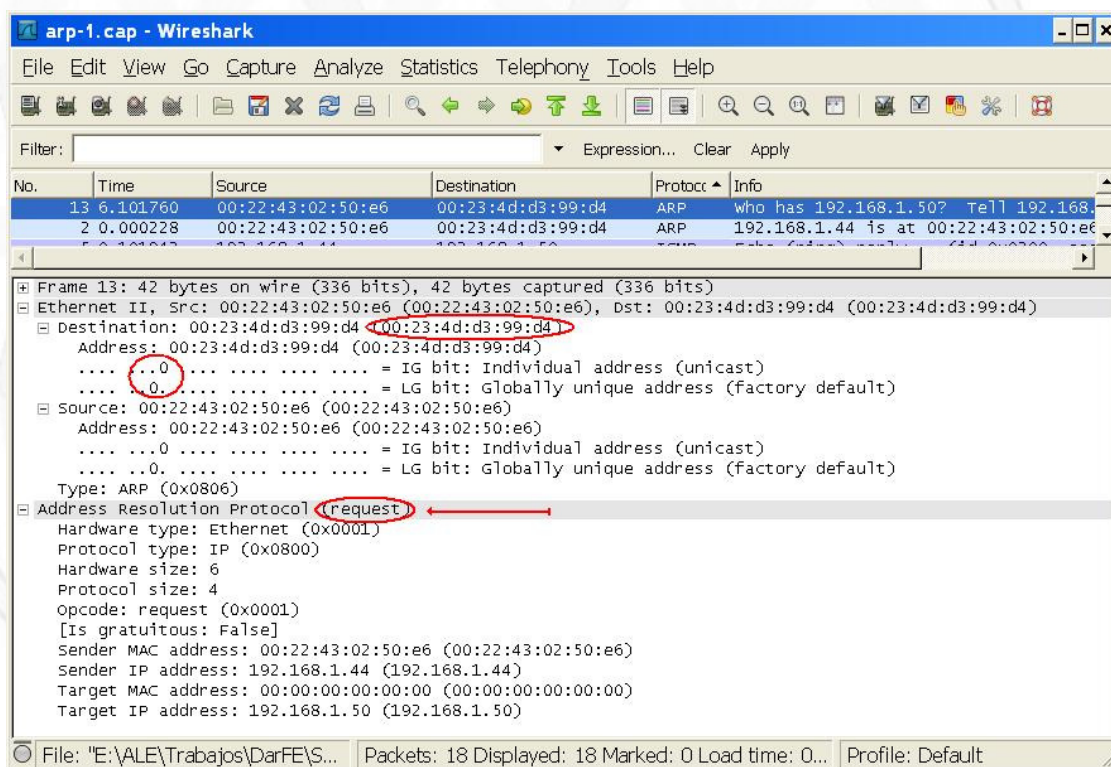 arp-1.cap - Wireshark
File Edit View Go Capture Analyze Statistics Telephony Tools Help
Filter: Expression... Clear Apply
No. Time Source Destination Protocc Info
13 6.101760 00:22:43:02:50:e6 00:23:4d:d3:99:d4 ARP who has 192.168.1.50? Tell 192.168.
2 0.000228 00:22:43:02:50:e6 00:23:4d:d3:99:d4 ARP 192.168.1.44 is at 00:22:43:02:50:e6
Frame 13: 42 bytes on wire (336 bits), 42 bytes captured (336 bits)
Ethernet II, Src: 00:22:43:02:50:e6 (00:22:43:02:50:e6), Dst: 00:23:4d:d3:99:d4 (00:23:4d:d3:99:d4)
Destination: 00:23:4d:d3:99:d4 (00:23:4d:d3:99:d4)
Address: 00:23:4d:d3:99:d4 (00:23:4d:d3:99:d4)
.... ...0 .... .... .... .... = IG bit: Individual address (unicast)
.... ..0. .... .... .... .... = LG bit: Globally unique address (factory default)
Source: 00:22:43:02:50:e6 (00:22:43:02:50:e6)
Address: 00:22:43:02:50:e6 (00:22:43:02:50:e6)
.... ...0 .... .... .... .... = IG bit: Individual address (unicast)
.... ..0. .... .... .... .... = LG bit: Globally unique address (factory default)
Type: ARP (0x0806)
Address Resolution Protocol (request)
Hardware type: Ethernet (0x0001)
Protocol type: IP (0x0800)
Hardware size: 6
Protocol size: 4
Opcode: request (0x0001)
[Is gratuitous: False]
Sender MAC address: 00:22:43:02:50:e6 (00:22:43:02:50:e6)
Sender IP address: 192.168.1.44 (192.168.1.44)
Target MAC address: 00:00:00:00:00:00 (00:00:00:00:00:00)
Target IP address: 192.168.1.50 (192.168.1.50)
File: "E:\ALE\Trabajos\DarFE\S... Packets: 18 Displayed: 18 Marked: 0 Load time: 0... Profile: Default